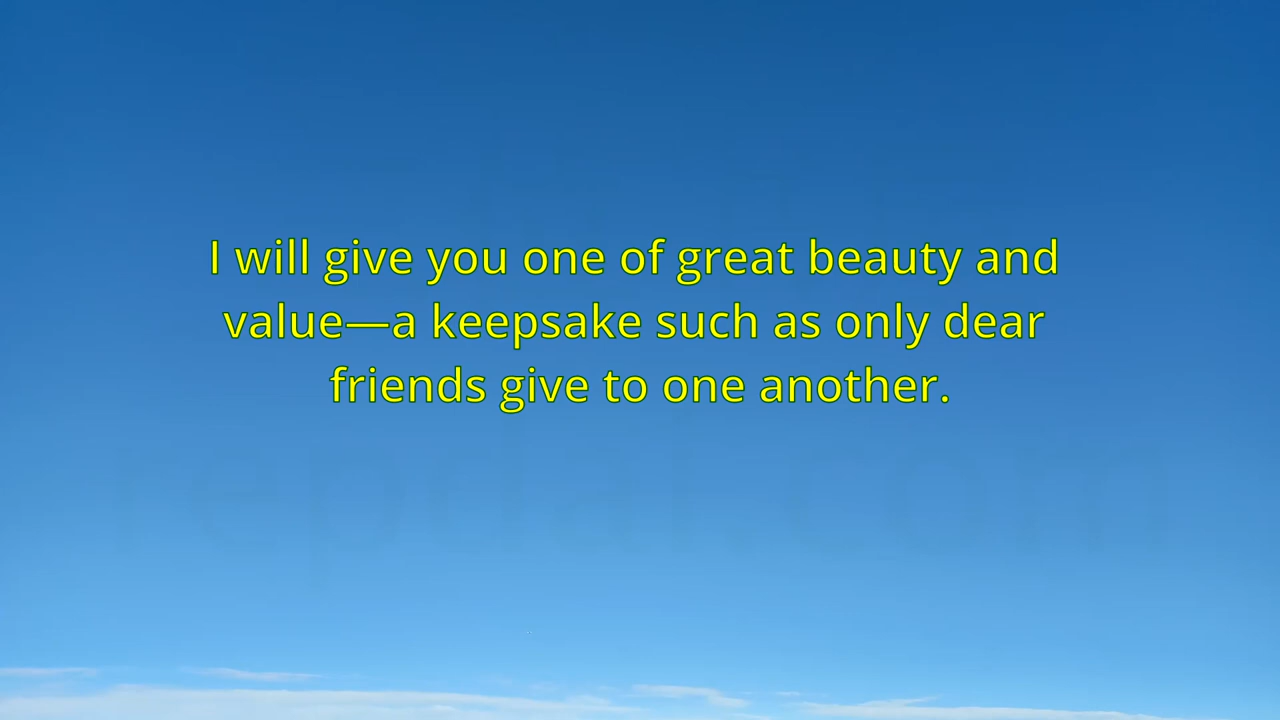 I will give you one of great beauty and
value—a keepsake such as only dear
friends give to one another.